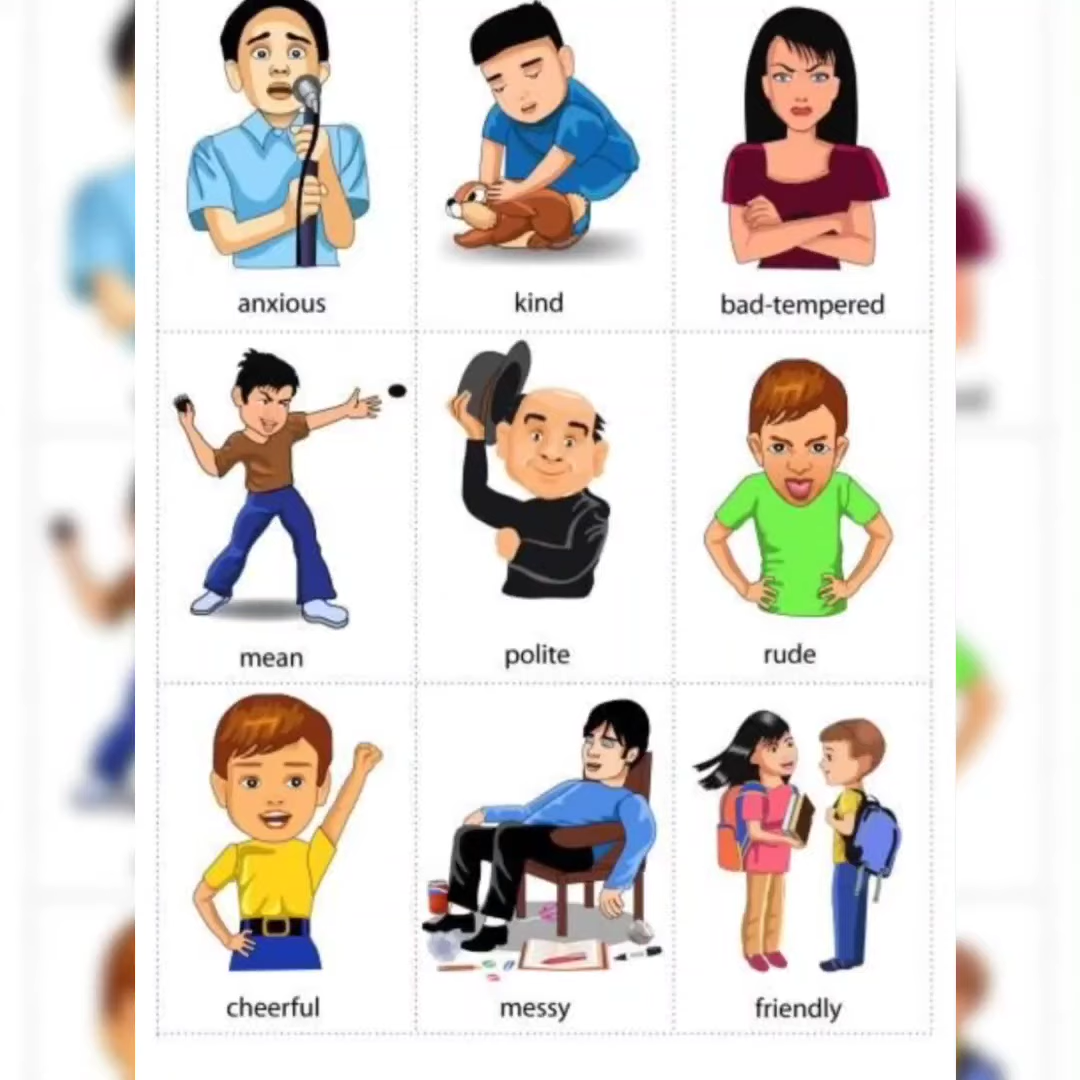 anxious
kind
bad-tempered
mean
polite
rude
cheerful
messy
friendly